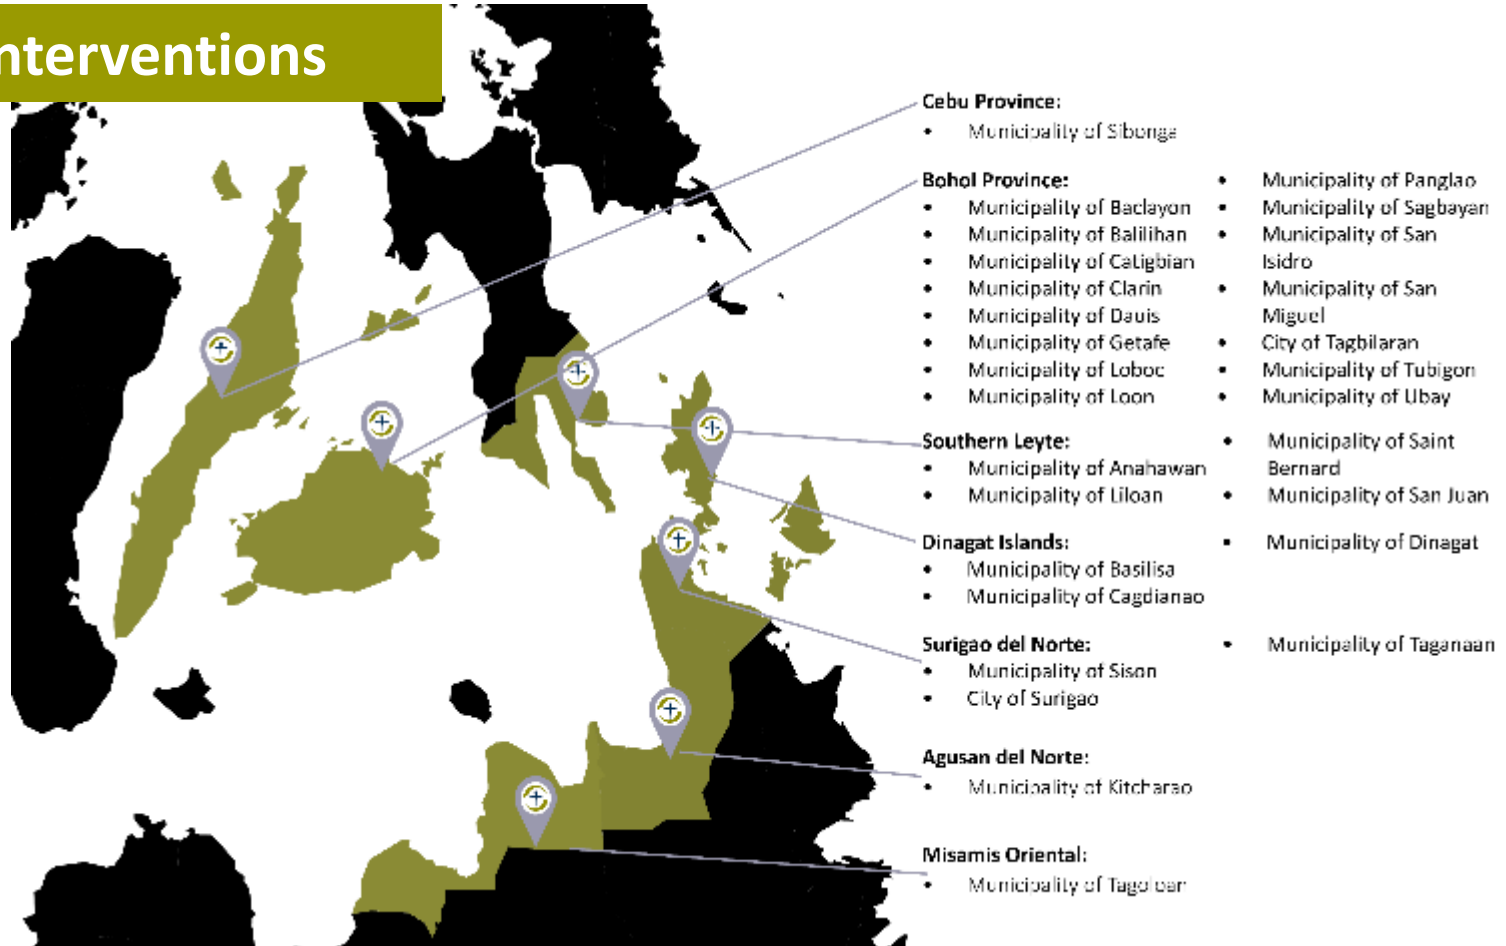 nterventions
Cebu Province:
• Municipality of Sibonga
Bohol Province:
• Municipality of Baclayon
• Municipality of Balilihan
• Municipality of Catigbian
• Municipality of Clarin
• Municipality of Dauis
• Municipality of Getafe
• Municipality of Loboc
• Municipality of Loon
• Municipality of Panglao
• Municipality of Sagbayan
• Municipality of San
Isidro
• Municipality of San
Miguel
• City of Tagbilaran
• Municipality of Tubigon
• Municipality of Ubay
Southern Leyte:
• Municipality of Anahawan
• Municipality of Liloan
• Municipality of Saint
Bernard
• Municipality of San Juan
Dinagat Islands:
• Municipality of Basilisa
• Municipality of Cagdianao
• Municipality of Dinagat
Surigao del Norte:
• Municipality of Sison
• City of Surigao
• Municipality of Taganaan
Agusan del Norte:
• Municipality of Kitcharao
Misamis Oriental:
• Municipality of Tagoloan